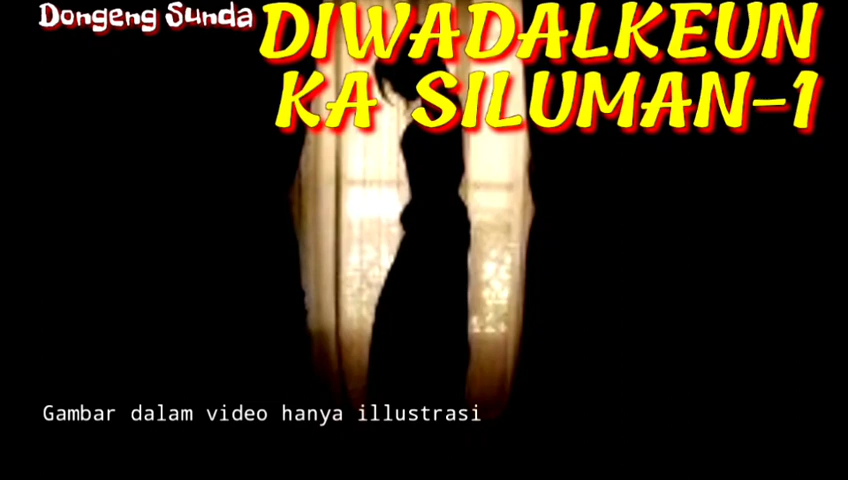 Dongeng Sunda
DIWADALKEUN
KA SILUMAN-1
Gambar dalam video hanya illustrasi